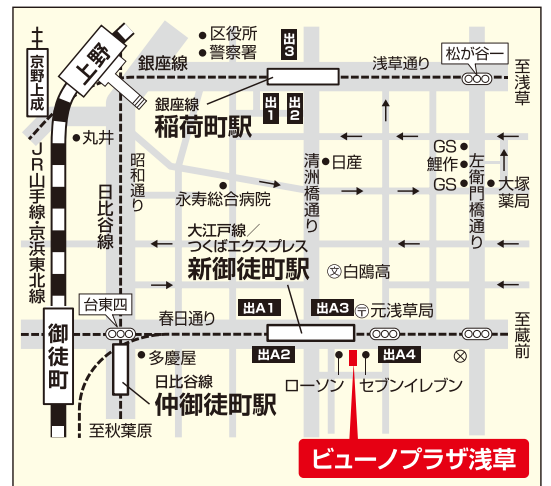 区役所
警察署
出3
松が谷一
上野
京成上野
銀座線
浅草通り
至浅草
銀座線
稲荷町駅
出1
出2
丸井
JR山手線・京浜東北線
日比谷線
昭和通り
永寿総合病院
清洲橋通り
日産
GS
鯉作
GS
左衛門橋通り
大塚
薬局
大江戸線／
つくばエクスプレス
新御徒町駅
文
白鴎高
台東四
春日通り
出A1
出A3
〒
元浅草局
至蔵前
御徒町
出A2
出A4
多慶屋
日比谷線
仲御徒町駅
ローソン
セブンイレブン
至秋葉原
ビューノプラザ浅草